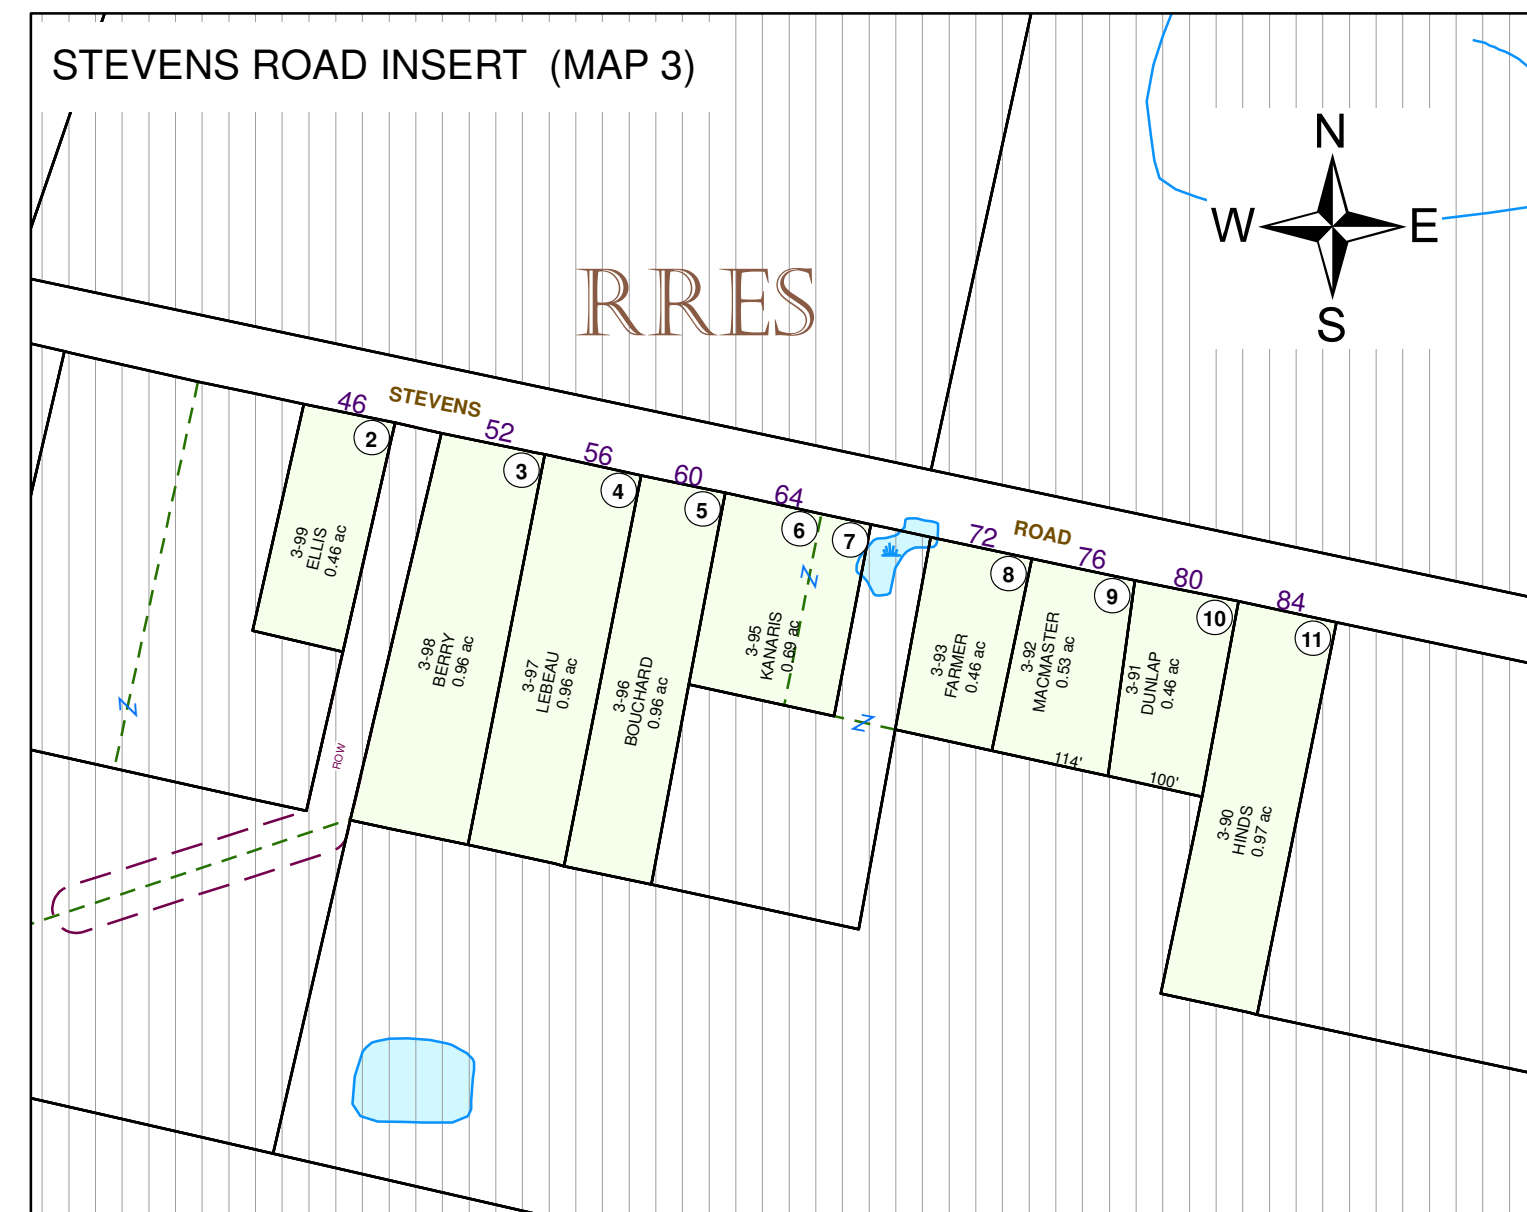 STEVENS ROAD INSERT (MAP 3)
N
W E
S
RRES
STEVENS
ROAD
46
52
56
60
64
72
76
80
84
2
3
4
5
6
7
8
9
10
11
3-99
ELLIS
0.46 ac
3-98
BERRY
0.96 ac
3-97
LEBEAU
0.96 ac
3-96
BOUCHARD
0.96 ac
3-95
KANARIS
0.69 ac
3-93
FARMER
0.46 ac
3-92
MACMASTER
0.53 ac
3-91
DUNLAP
0.46 ac
3-90
HINDS
0.97 ac
114'
100'
ROW
Z
Z
Z